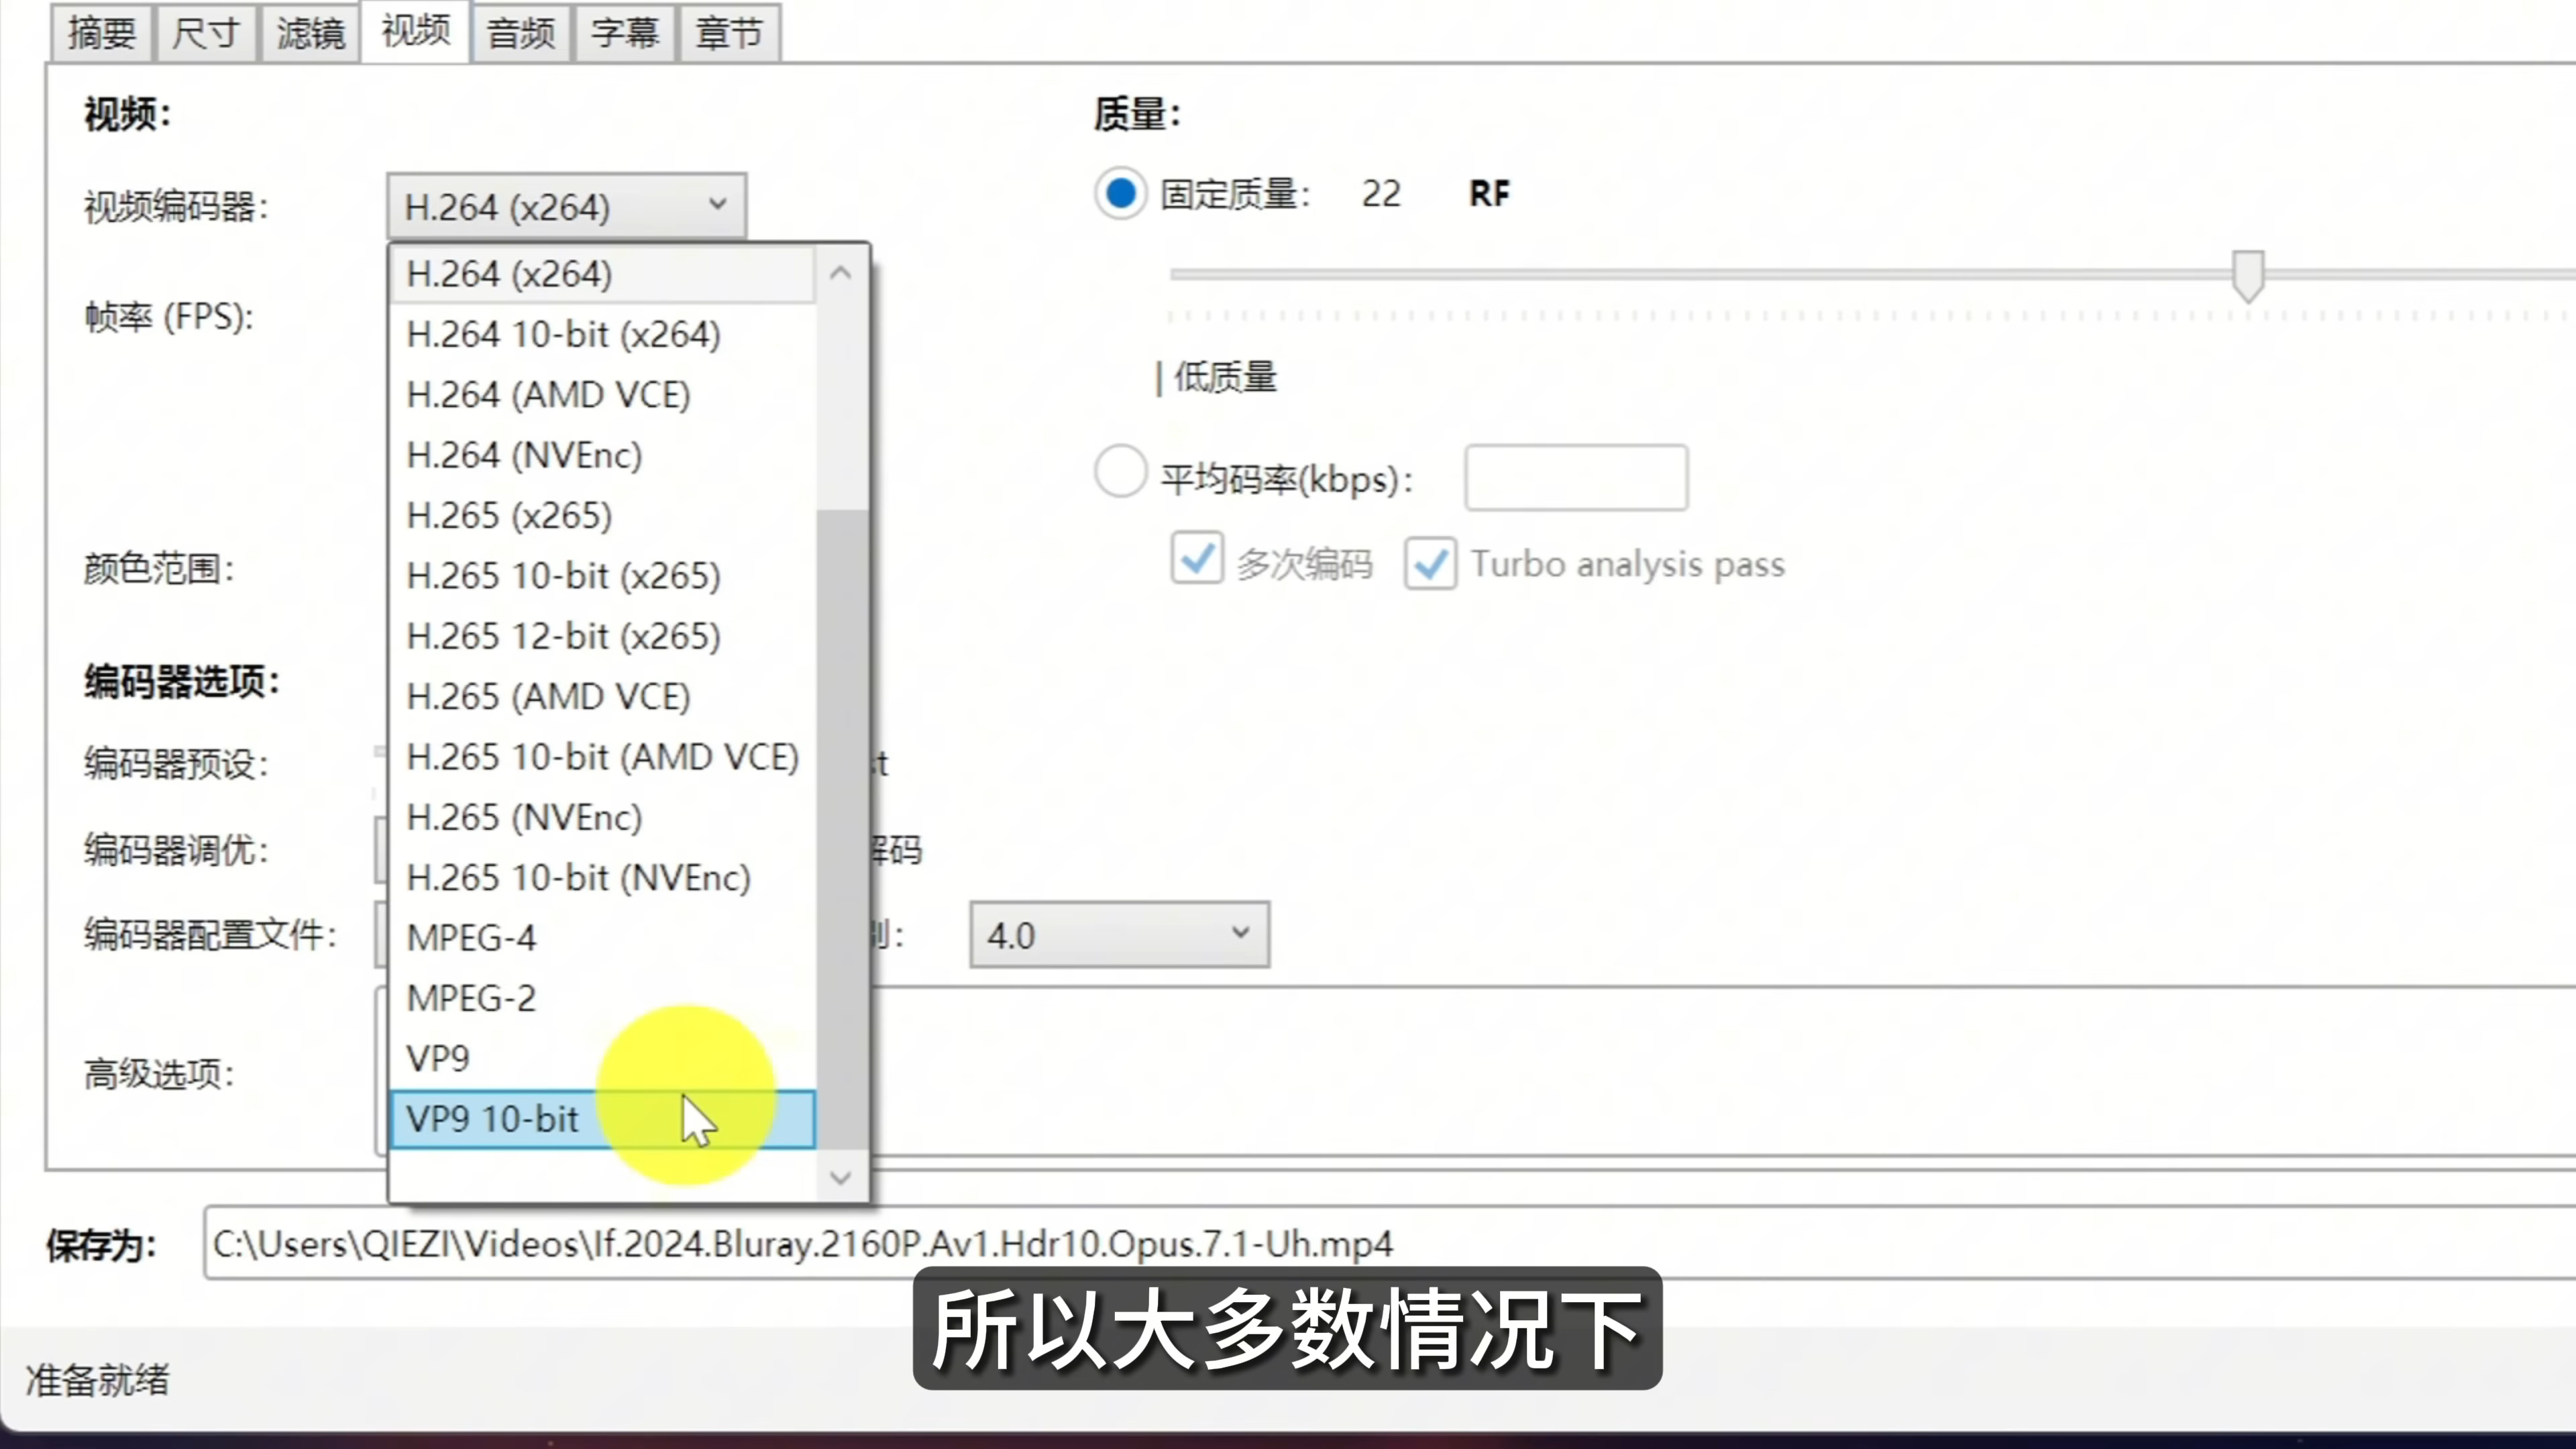 摘要 尺寸 滤镜 视频 音频 字幕 章节
视频： 质量：
视频编码器： H.264 (x264) 固定质量： 22 RF
H.264 (x264)
帧率 (FPS): H.264 10-bit (x264)
H.264 (AMD VCE) | 低质量
H.264 (NVEnc) 平均码率(kbps)：
H.265 (x265)
颜色范围： H.265 10-bit (x265) 多次编码 Turbo analysis pass
H.265 12-bit (x265)
编码器选项： H.265 (AMD VCE)
编码器预设： H.265 10-bit (AMD VCE) st
H.265 (NVEnc)
编码器调优： H.265 10-bit (NVEnc) 解码
编码器配置文件： MPEG-4 别： 4.0
MPEG-2
高级选项： VP9
VP9 10-bit
保存为： C:\Users\QIEZI\Videos\If.2024.Bluray.2160P.Av1.Hdr10.Opus.7.1-Uh.mp4
所以大多数情况下
准备就绪